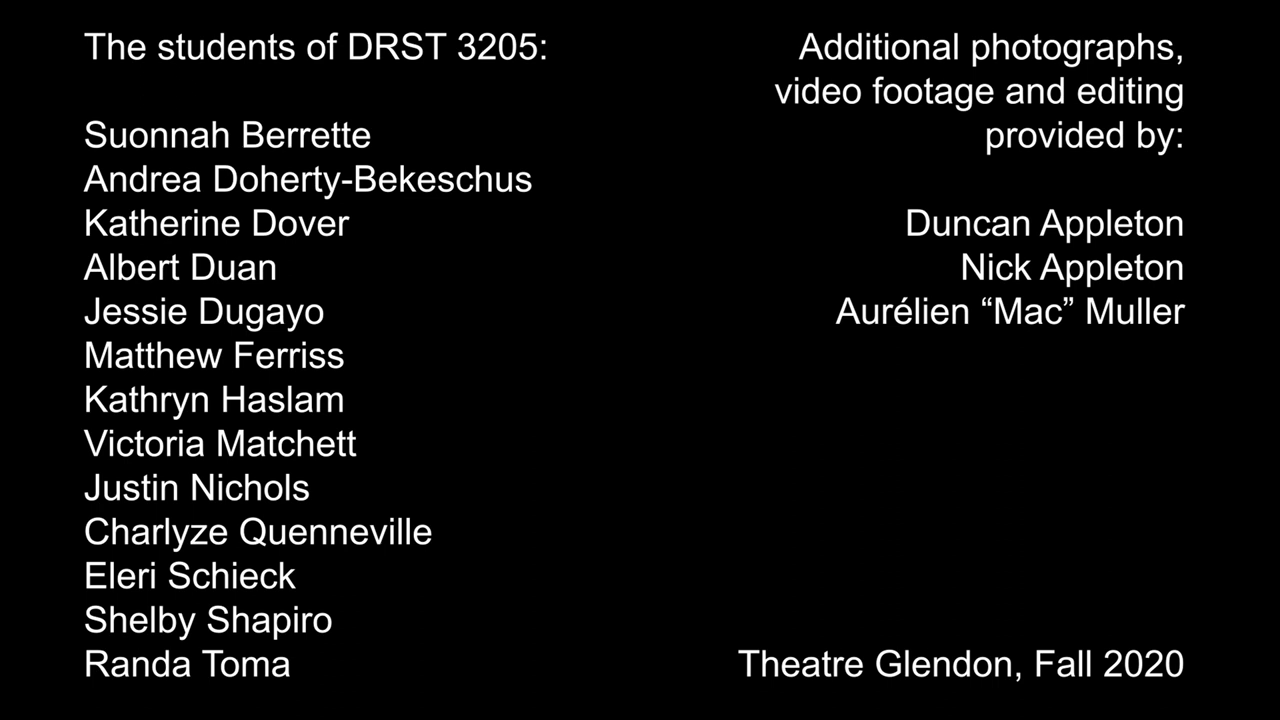 The students of DRST 3205:
Suonnah Berrette
Andrea Doherty-Bekeschus
Katherine Dover
Albert Duan
Jessie Dugayo
Matthew Ferriss
Kathryn Haslam
Victoria Matchett
Justin Nichols
Charlyze Quenneville
Eleri Schieck
Shelby Shapiro
Randa Toma
Additional photographs,
video footage and editing
provided by:
Duncan Appleton
Nick Appleton
Aurélien “Mac” Muller
Theatre Glendon, Fall 2020